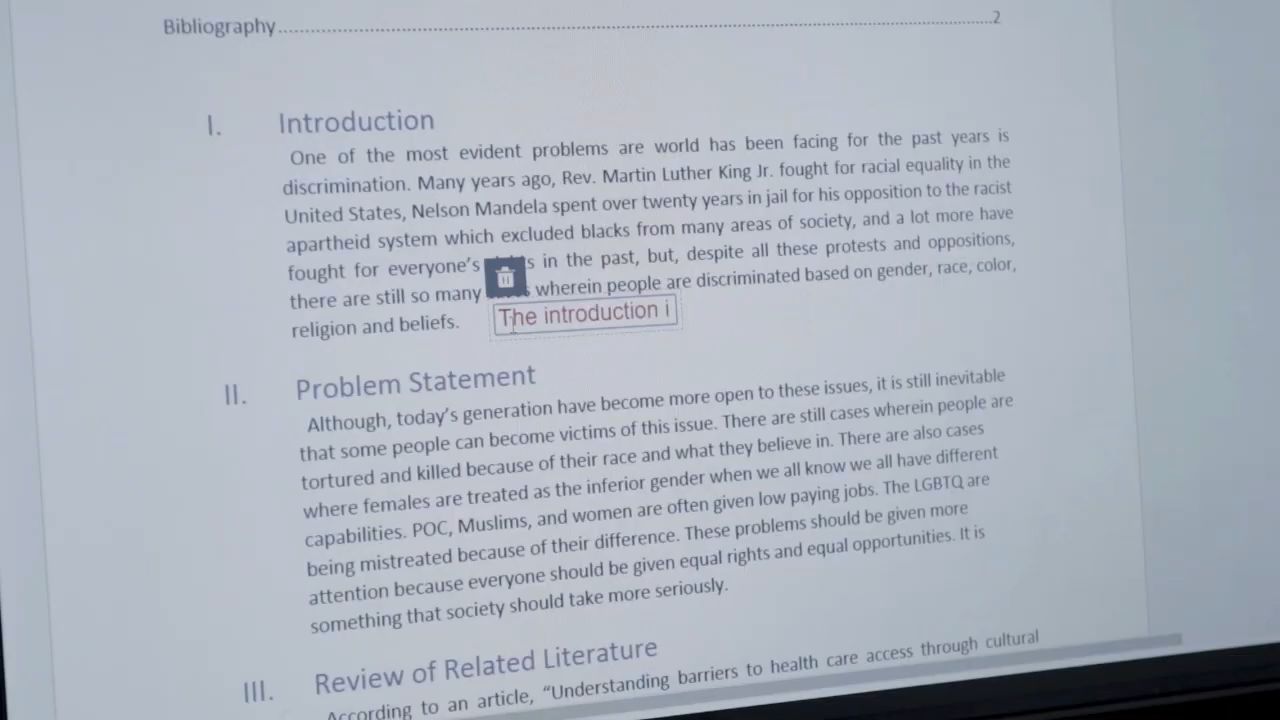 Bibliography...........................2
I. Introduction
One of the most evident problems are world has been facing for the past years is
discrimination. Many years ago, Rev. Martin Luther King Jr. fought for racial equality in the
United States, Nelson Mandela spent over twenty years in jail for his opposition to the racist
apartheid system which excluded blacks from many areas of society, and a lot more have
fought for everyone's s in the past, but, despite all these protests and oppositions,
there are still so many wherein people are discriminated based on gender, race, color,
religion and beliefs.
The introduction i
II. Problem Statement
Although, today's generation have become more open to these issues, it is still inevitable
that some people can become victims of this issue. There are still cases wherein people are
tortured and killed because of their race and what they believe in. There are also cases
where females are treated as the inferior gender when we all know we all have different
capabilities. POC, Muslims, and women are often given low paying jobs. The LGBTQ are
being mistreated because of their difference. These problems should be given more
attention because everyone should be given equal rights and equal opportunities. It is
something that society should take more seriously.
III. Review of Related Literature
According to an article, “Understanding barriers to health care access through cultural